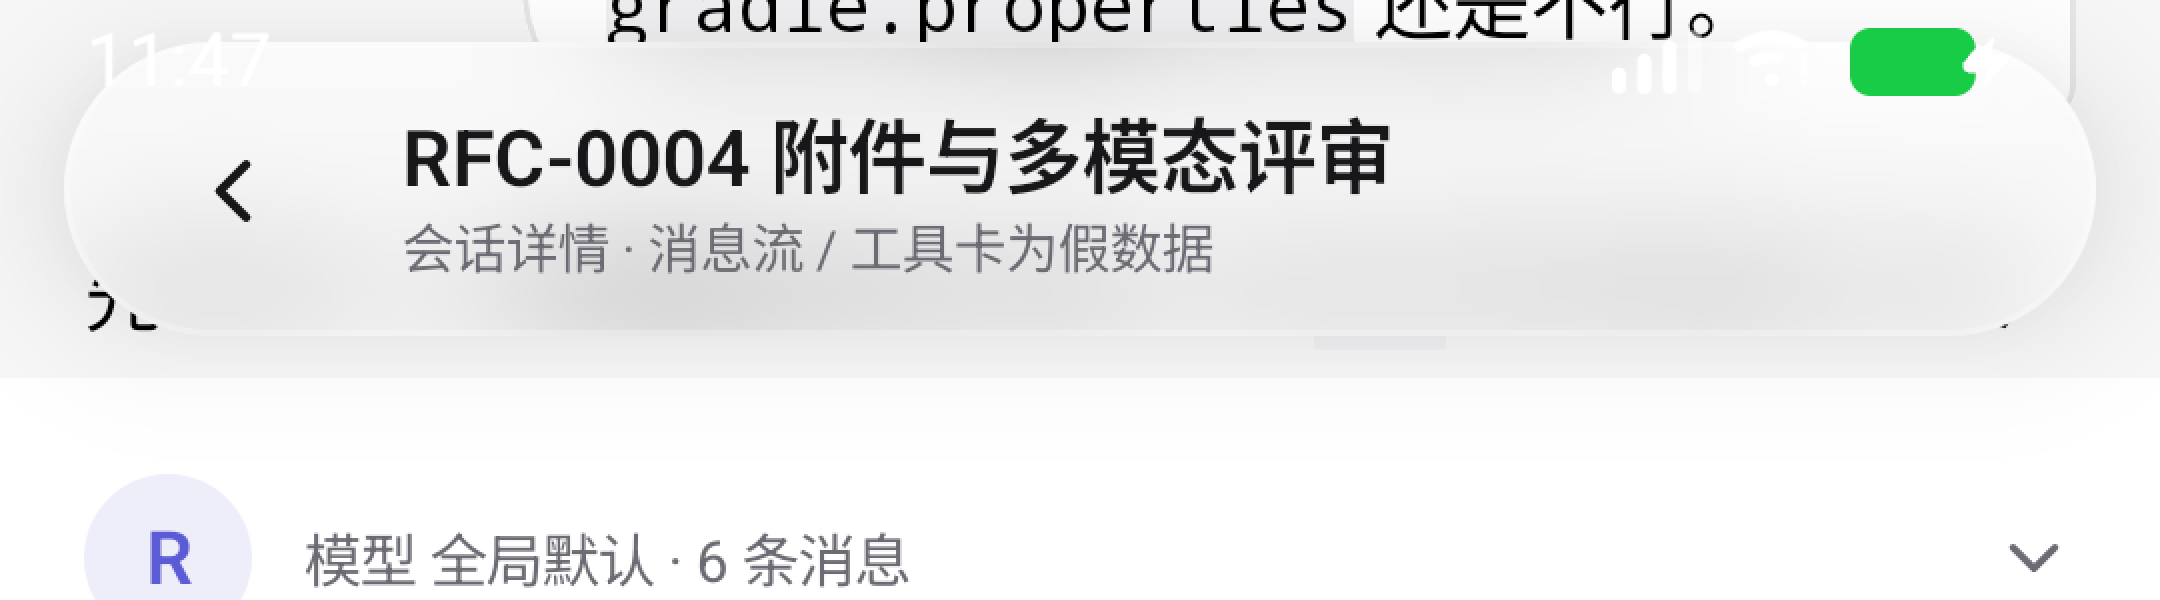 gradle.properties 还是不行。
11:47
RFC-0004 附件与多模态评审
会话详情 · 消息流 / 工具卡为假数据
R
模型 全局默认 · 6 条消息